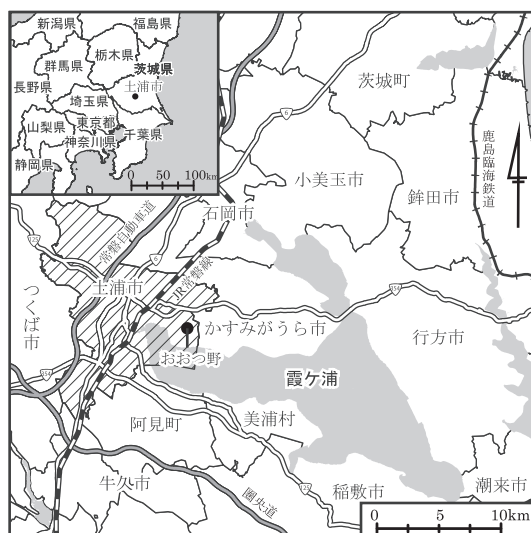 新潟県
福島県
栃木県
群馬県
茨城県
土浦市
長野県
埼玉県
山梨県
東京都
神奈川県
千葉県
静岡県
0 50 100km
茨城町
6
鹿島臨海鉄道
小美玉市
鉾田市
石岡市
常磐自動車道
125
6
JR常磐線
土浦市
つくば市
354
かすみがうら市
行方市
おおつ野
霞ケ浦
354
阿見町
美浦村
牛久市
圏央道
125
稲敷市
潮来市
0 5 10km